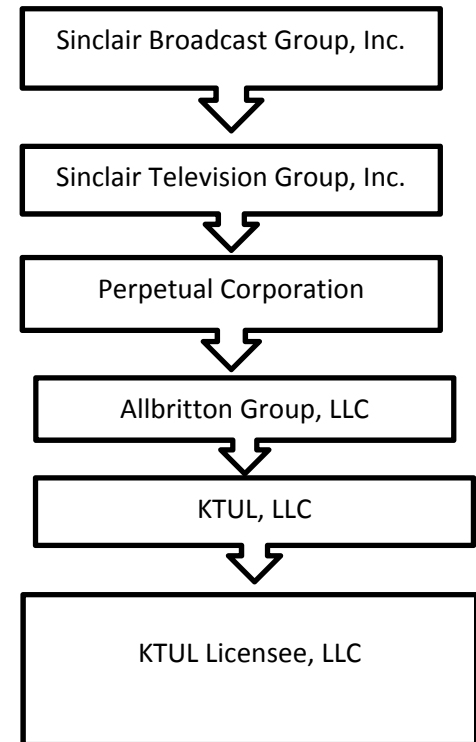 Sinclair Broadcast Group, Inc.
Sinclair Television Group, Inc.
Perpetual Corporation
Allbritton Group, LLC
KTUL, LLC
KTUL Licensee, LLC